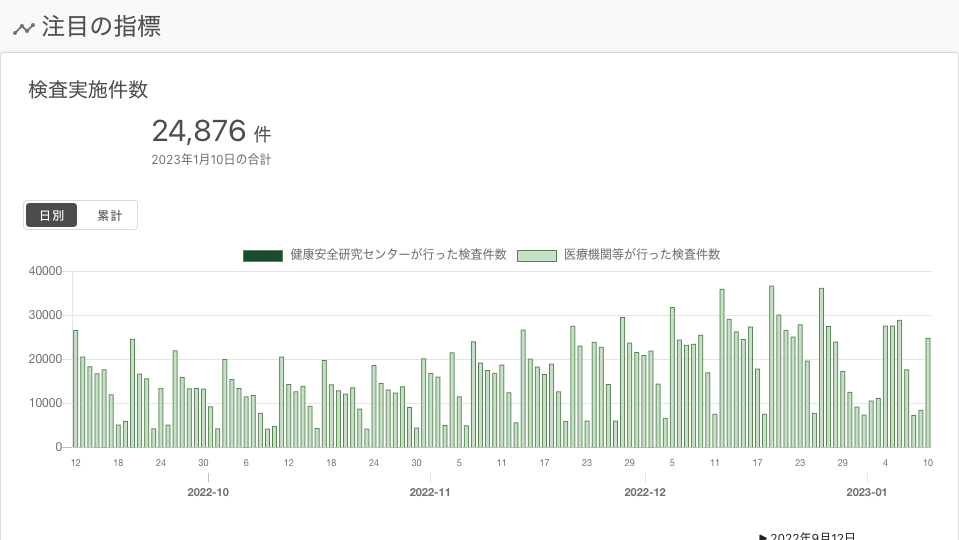 注目の指標
検査実施件数
24,876 件
2023年1月10日の合計
日別 累計
健康安全研究センターが行った検査件数 医療機関等が行った検査件数
40000
30000
20000
10000
0
12 18 24 30 6 12 18 24 30 5 11 17 23 29 5 11 17 23 29 4 10
2022-10 2022-11 2022-12 2023-01
▶ 2022年9月12日